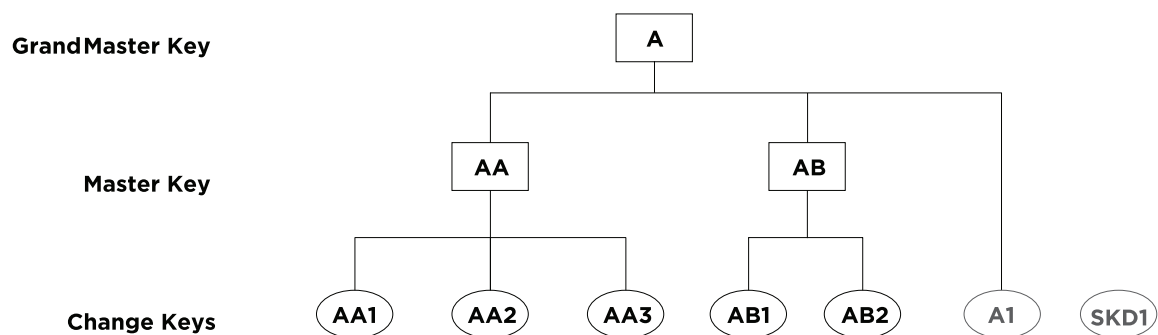 GrandMaster Key
A
Master Key
AA
AB
Change Keys
AA1
AA2
AA3
AB1
AB2
A1
SKD1